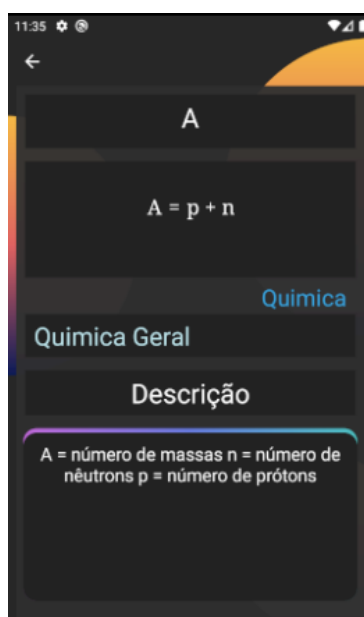 11:35
A
A = p + n
Quimica
Quimica Geral
Descrição
A = número de massas n = número de
nêutrons p = número de prótons